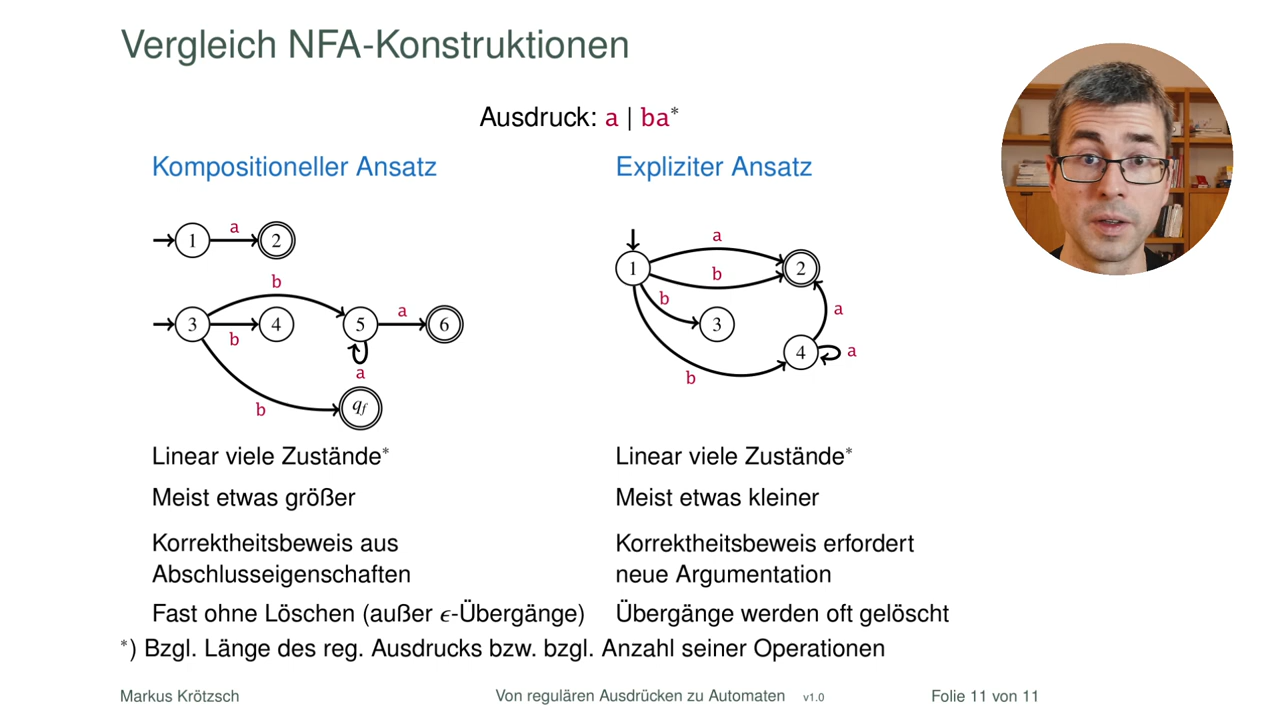 Vergleich NFA-Konstruktionen
Ausdruck: a | ba*
Kompositioneller Ansatz
1 a 2
b
3 b 4 5 a 6
a
b qf
Linear viele Zustände*
Meist etwas größer
Korrektheitsbeweis aus
Abschlusseigenschaften
Fast ohne Löschen (außer ϵ-Übergänge)
Expliziter Ansatz
a
1 b 2
b
3 a
4 a
b
Linear viele Zustände*
Meist etwas kleiner
Korrektheitsbeweis erfordert
neue Argumentation
Übergänge werden oft gelöscht
*) Bzgl. Länge des reg. Ausdrucks bzw. bzgl. Anzahl seiner Operationen
Markus Krötzsch Von regulären Ausdrücken zu Automaten v1.0 Folie 11 von 11